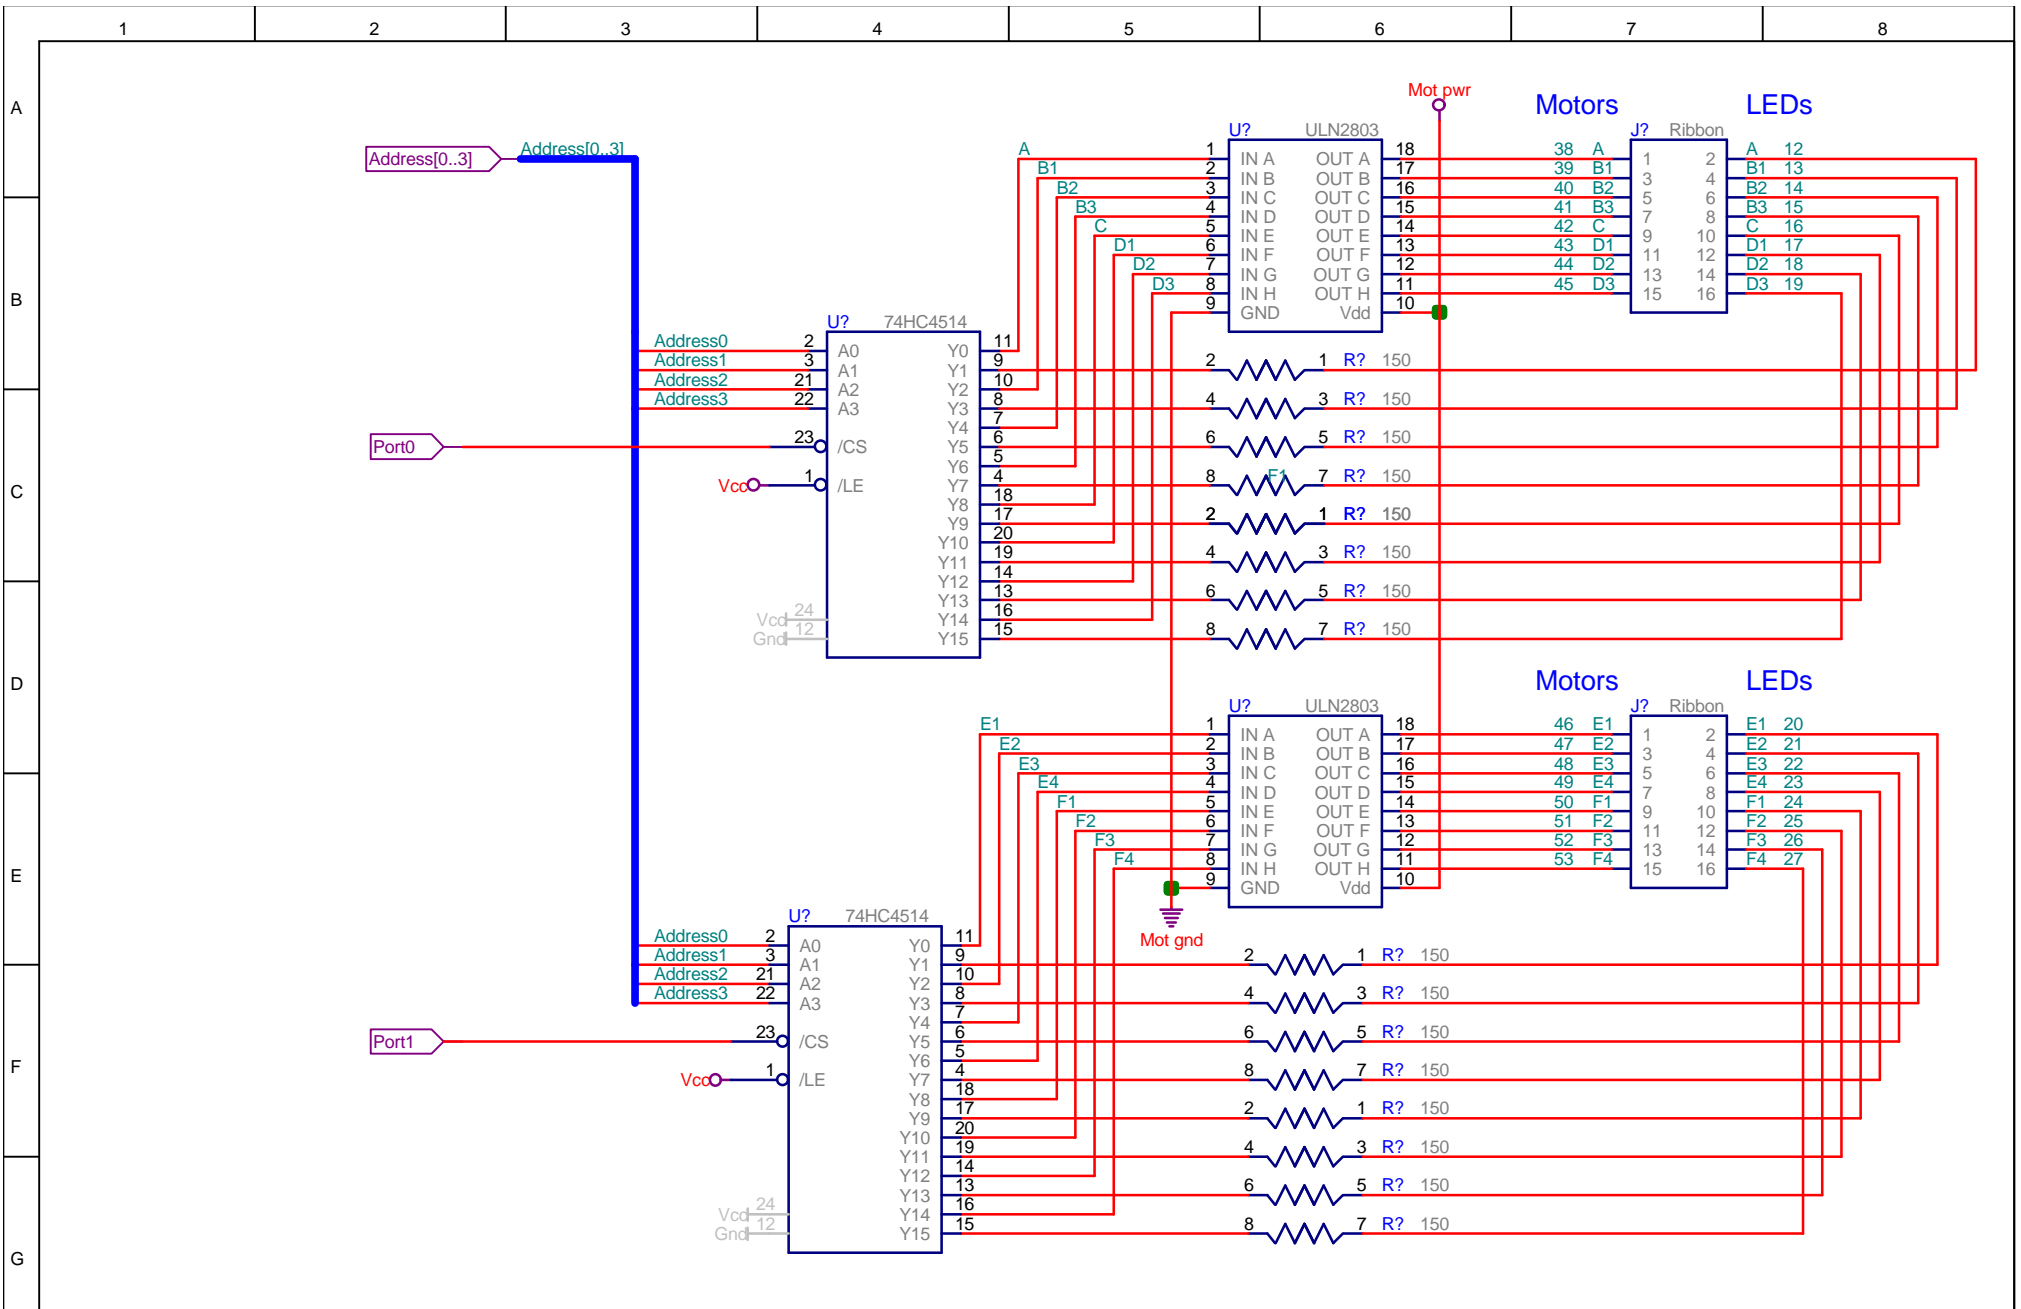 1 2 3 4 5 6 7 8
A
B
C
D
E
F
G
Address[0..3]
Address[0..3]
Port0
Port1
Mot pwr
Motors LEDs
U? ULN2803
J? Ribbon
A 1 IN A OUT A 18 38 A 1 2 A 12
B1 2 IN B OUT B 17 39 B1 3 4 B1 13
B2 3 IN C OUT C 16 40 B2 5 6 B2 14
B3 4 IN D OUT D 15 41 B3 7 8 B3 15
C 5 IN E OUT E 14 42 C 9 10 C 16
D1 6 IN F OUT F 13 43 D1 11 12 D1 17
D2 7 IN G OUT G 12 44 D2 13 14 D2 18
D3 8 IN H OUT H 11 45 D3 15 16 D3 19
9 GND Vdd 10
U? 74HC4514
Address0 2 A0 Y0 11
Address1 3 A1 Y1 9
Address2 21 A2 Y2 10
Address3 22 A3 Y3 8
Y4 7
23 /CS Y5 6
Y6 5
Vcc 1 /LE Y7 4
Y8 18
Y9 17
Y10 20
Y11 19
Y12 14
Y13 13
Vcc 24 Y14 16
Gnd 12 Y15 15
2 1 R? 150
4 3 R? 150
6 5 R? 150
8 F1 7 R? 150
2 1 R? 150
4 3 R? 150
6 5 R? 150
8 7 R? 150
Motors LEDs
U? ULN2803
J? Ribbon
E1 1 IN A OUT A 18 46 E1 1 2 E1 20
E2 2 IN B OUT B 17 47 E2 3 4 E2 21
E3 3 IN C OUT C 16 48 E3 5 6 E3 22
E4 4 IN D OUT D 15 49 E4 7 8 E4 23
F1 5 IN E OUT E 14 50 F1 9 10 F1 24
F2 6 IN F OUT F 13 51 F2 11 12 F2 25
F3 7 IN G OUT G 12 52 F3 13 14 F3 26
F4 8 IN H OUT H 11 53 F4 15 16 F4 27
9 GND Vdd 10
Mot gnd
U? 74HC4514
Address0 2 A0 Y0 11
Address1 3 A1 Y1 9
Address2 21 A2 Y2 10
Address3 22 A3 Y3 8
Y4 7
23 /CS Y5 6
Y6 5
Vcc 1 /LE Y7 4
Y8 18
Y9 17
Y10 20
Y11 19
Y12 14
Y13 13
Vcc 24 Y14 16
Gnd 12 Y15 15
2 1 R? 150
4 3 R? 150
6 5 R? 150
8 7 R? 150
2 1 R? 150
4 3 R? 150
6 5 R? 150
8 7 R? 150